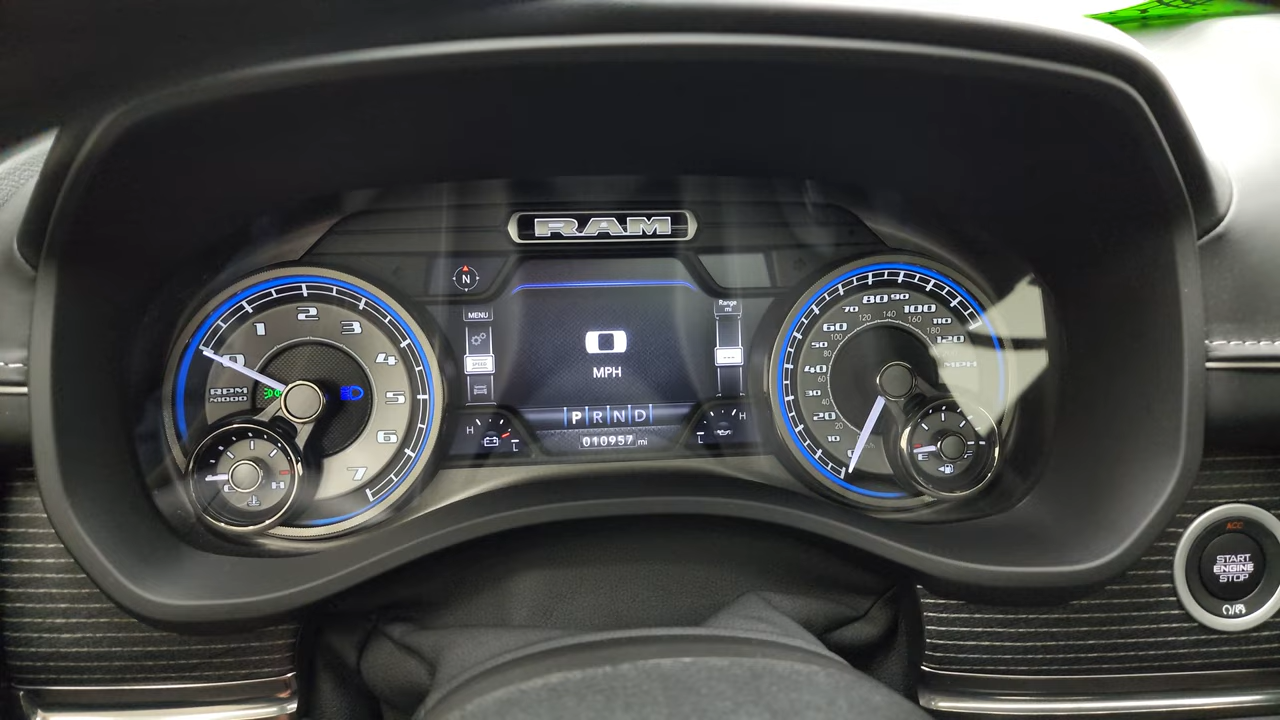 RAM
N
MENU
SPEED
Range
mi
---
0
MPH
P R N D
010957 mi
H
L
H
L
0
1
2
3
4
5
6
7
RPM
x1000
C
H
0
10
20
30
40
50
60
70
80
90
100
110
120
MPH
60
80
100
120
140
160
180
E
F
ACC
START
ENGINE
STOP